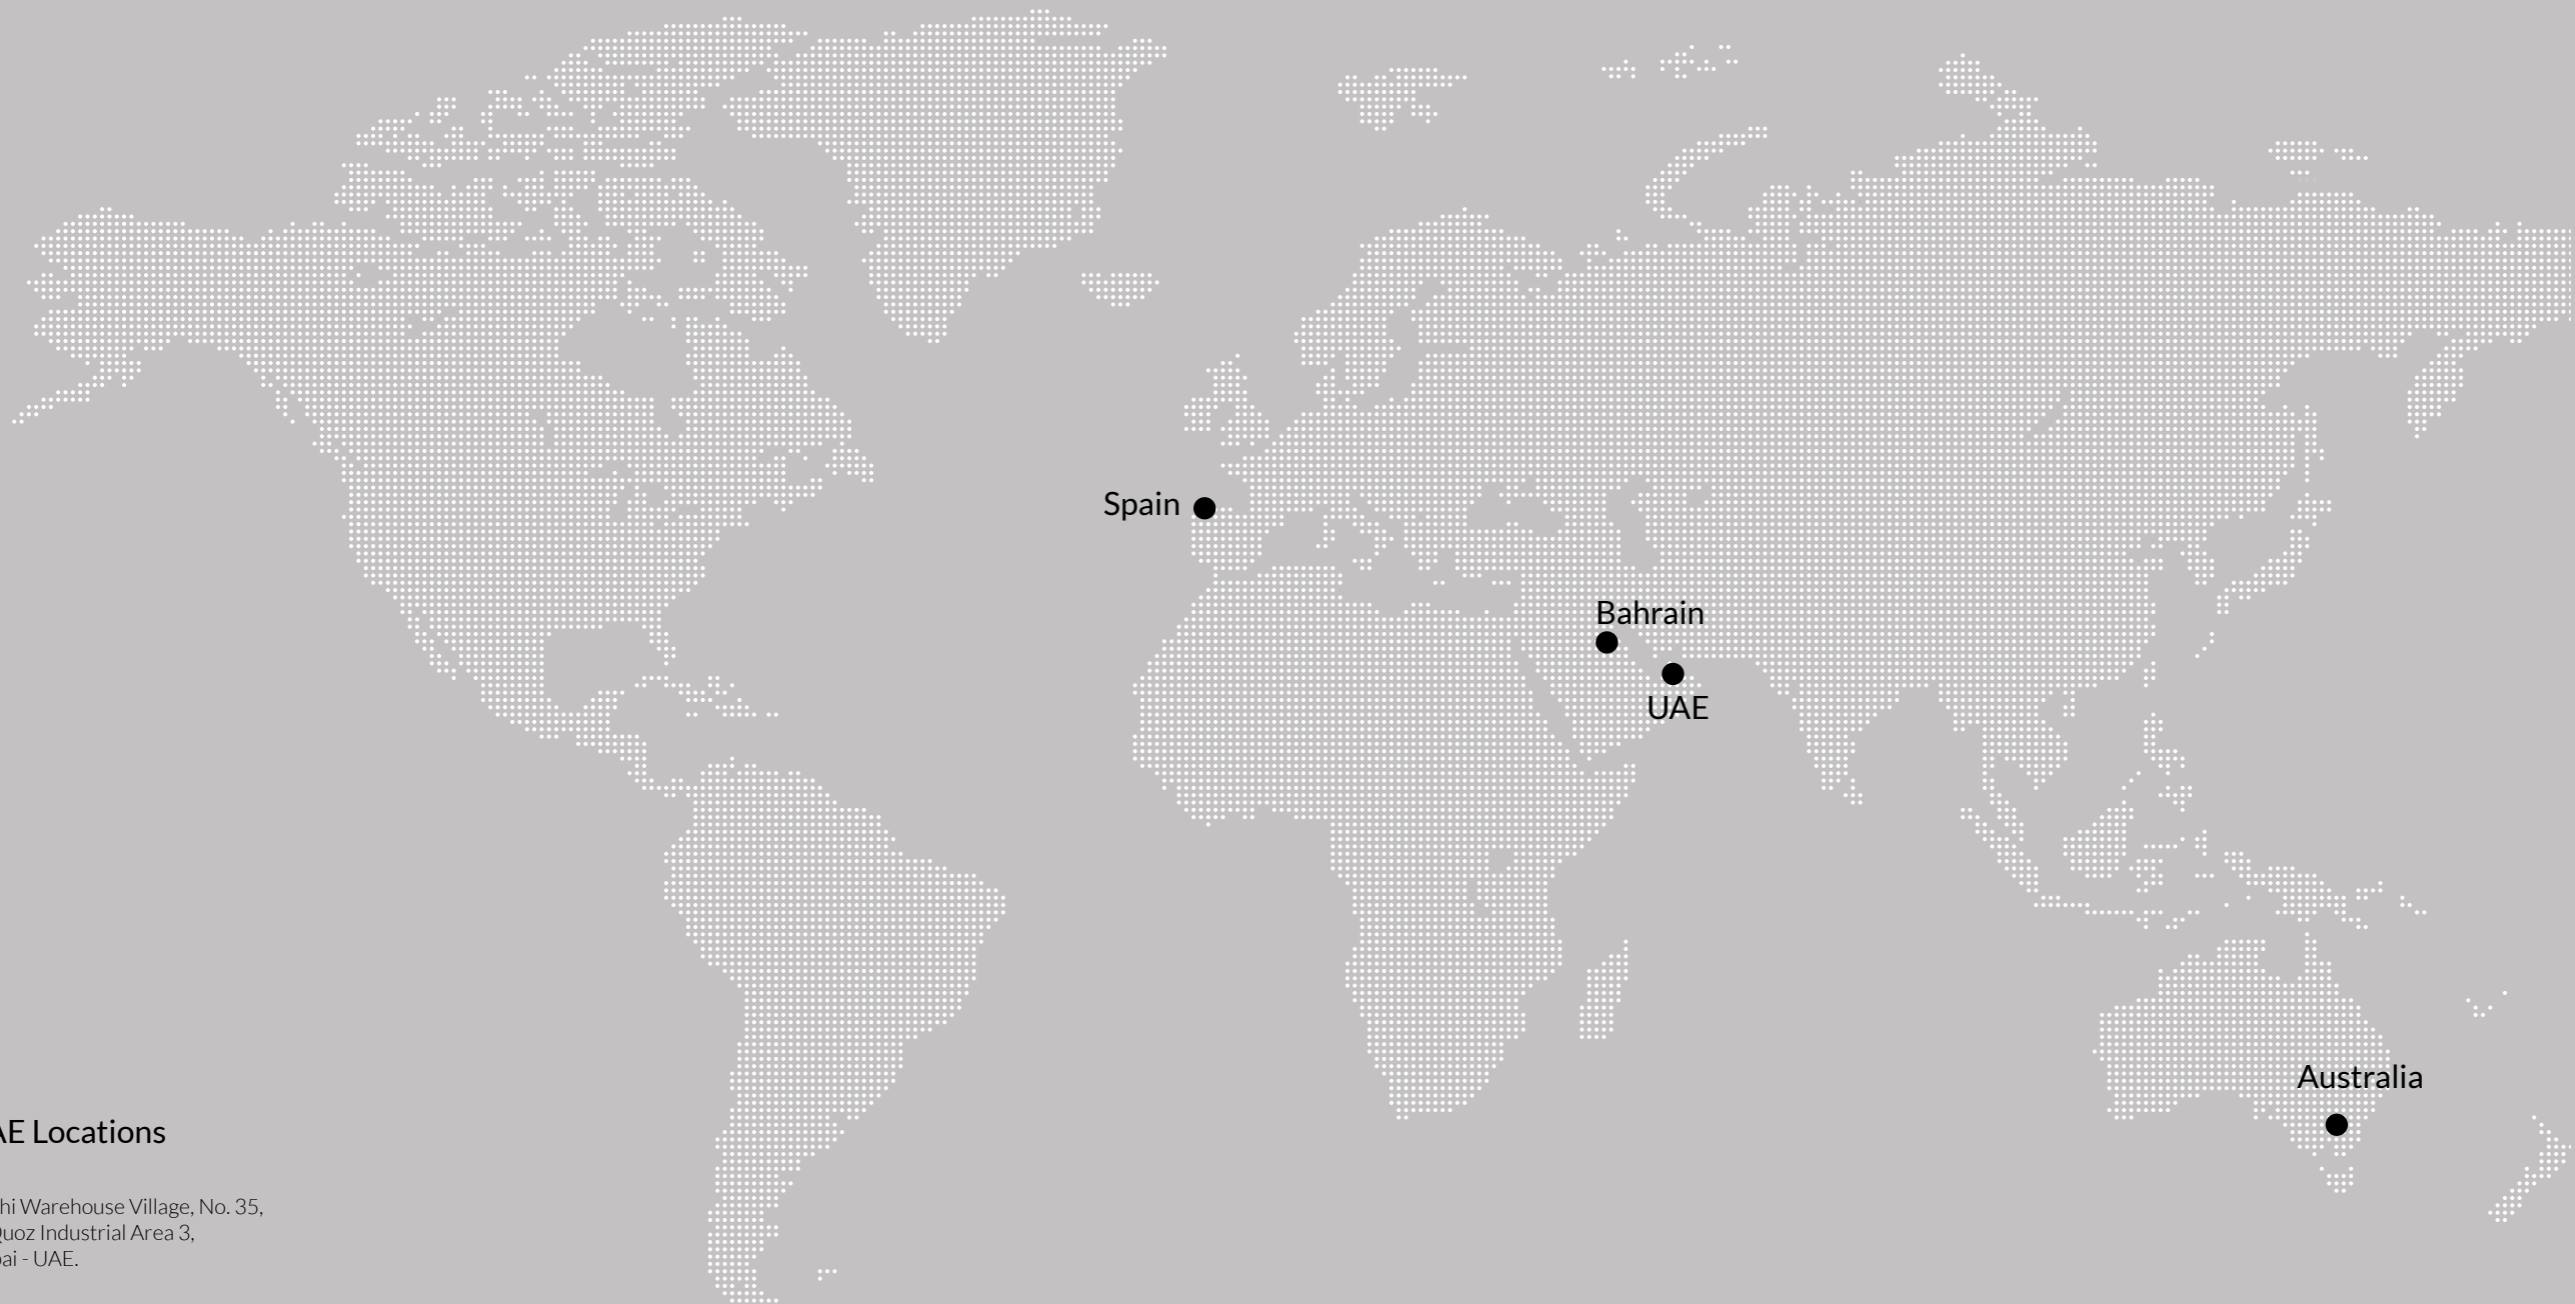 Spain
Bahrain
UAE
Australia
AE Locations
hi Warehouse Village, No. 35,
Quoz Industrial Area 3,
ai - UAE.